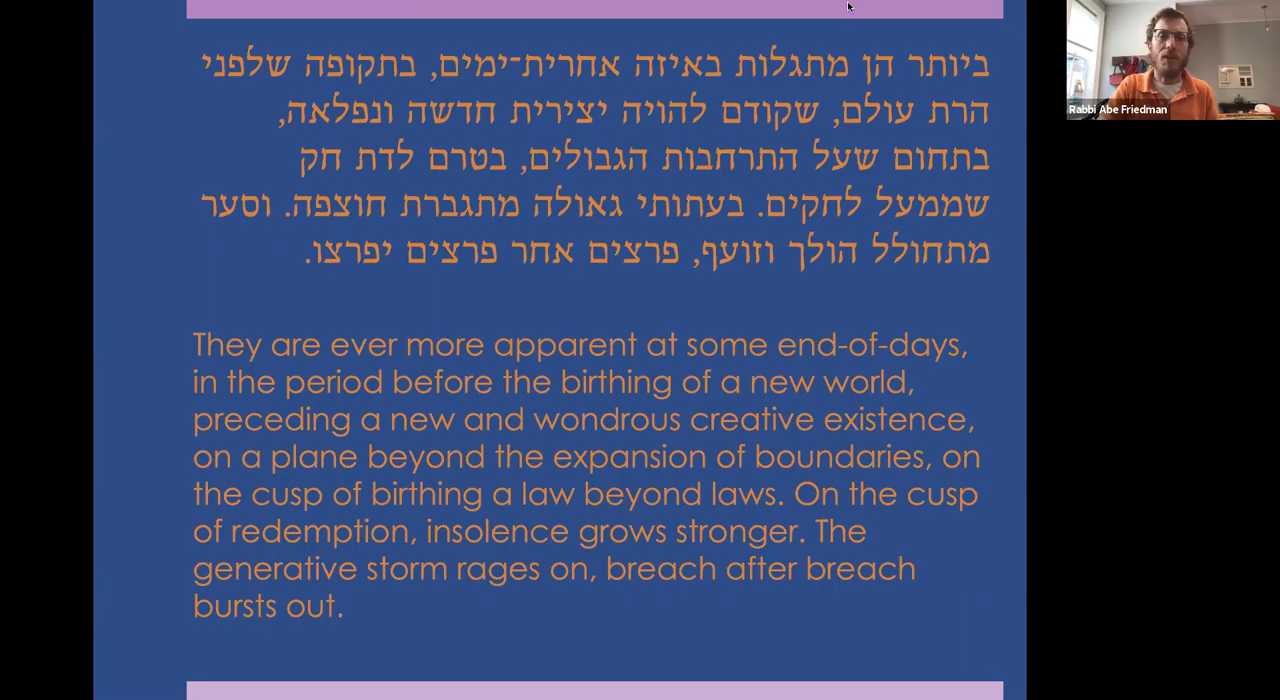 ביותר הן מתגלות באיזה אחרית־ימים, בתקופה שלפני
הרת עולם, שקודם להויה יצירית חדשה ונפלאה,
בתחום שעל התרחבות הגבולים, בטרם לדת חק
שממעל לחקים. בעתותי גאולה מתגברת חוצפה. וסער
מתחולל הולך וזועף, פרצים אחר פרצים יפרצו.
They are ever more apparent at some end-of-days,
in the period before the birthing of a new world,
preceding a new and wondrous creative existence,
on a plane beyond the expansion of boundaries, on
the cusp of birthing a law beyond laws. On the cusp
of redemption, insolence grows stronger. The
generative storm rages on, breach after breach
bursts out.
Rabbi Abe Friedman